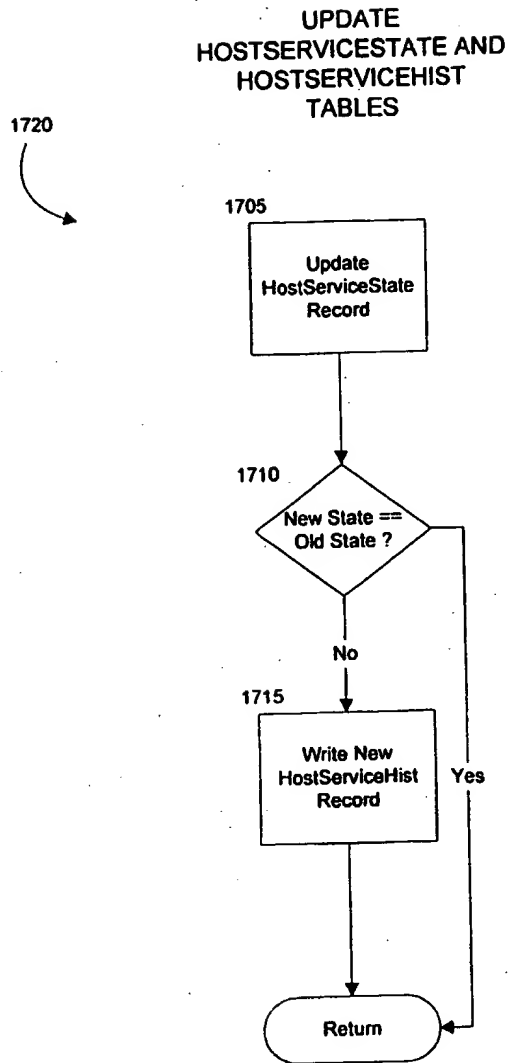 UPDATE
HOSTSERVICESTATE AND
HOSTSERVICEHIST
TABLES
1720
1705
Update
HostServiceState
Record
1710
New State ==
Old State ?
No
1715
Write New
HostServiceHist
Record
Yes
Return